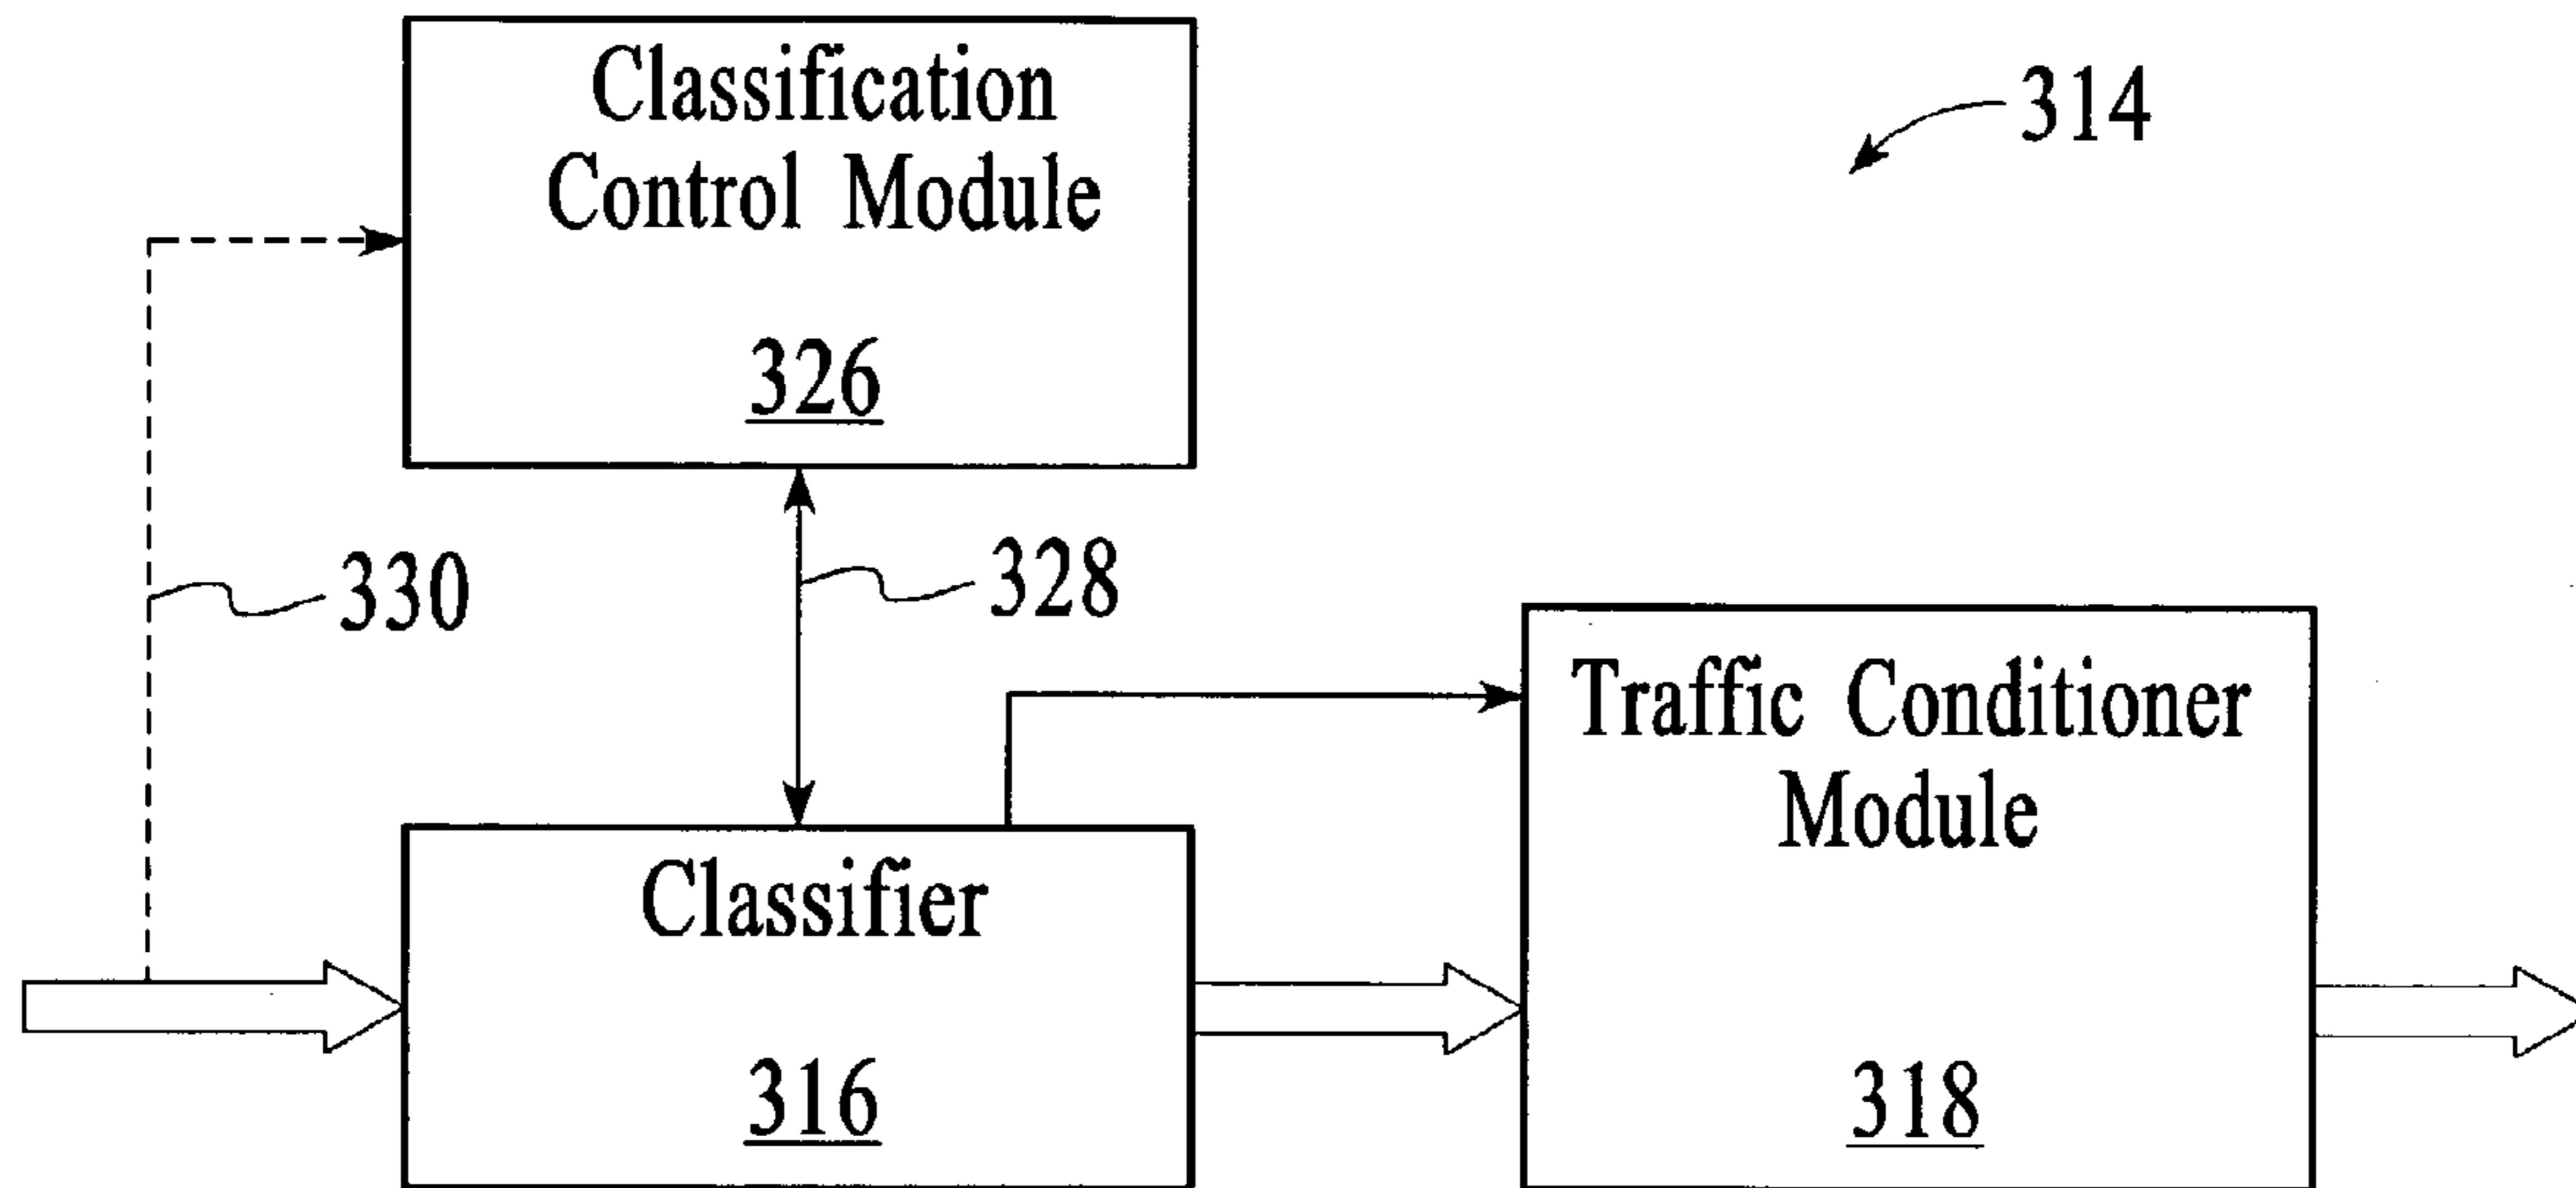 Classification
Control Module
326
314
330
328
Traffic Conditioner
Module
318
Classifier
316